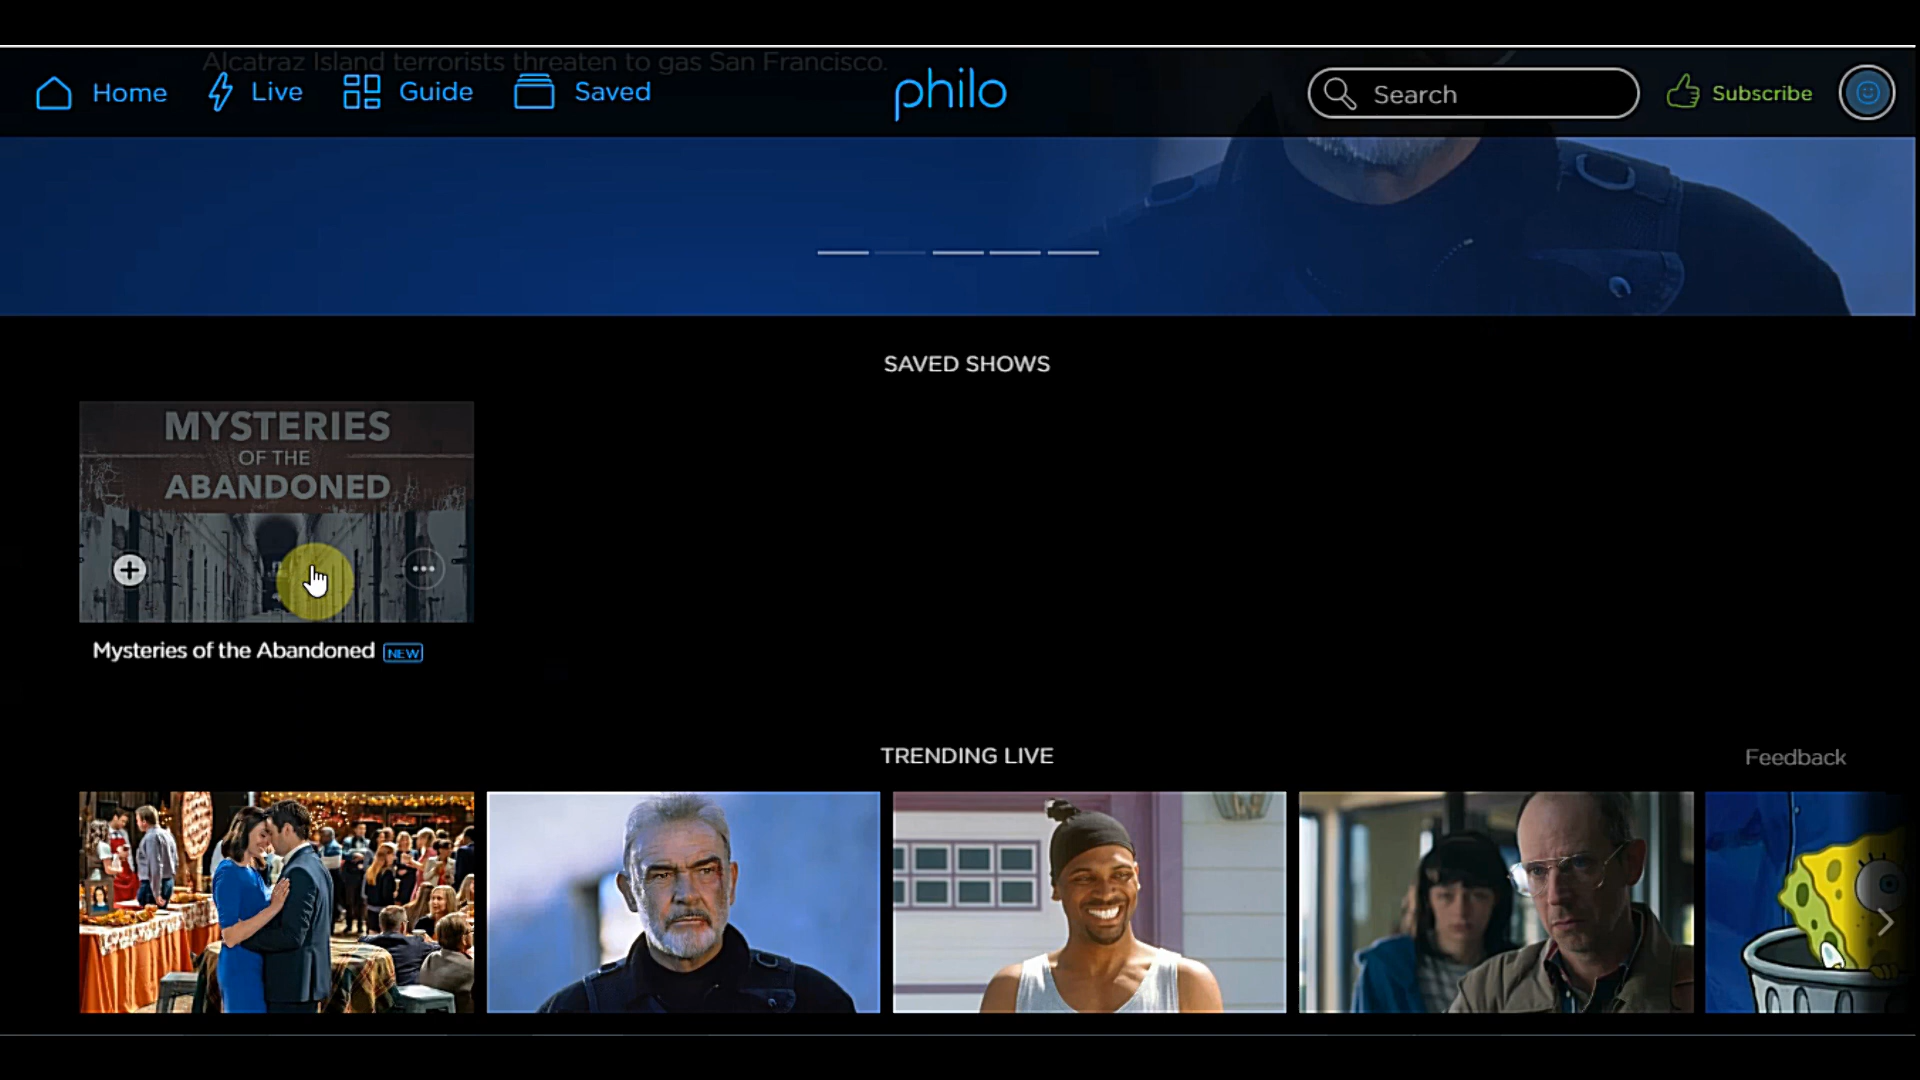 Alcatraz Island terrorists threaten to gas San Francisco.
Home Live Guide Saved philo Search Subscribe
SAVED SHOWS
MYSTERIES
OF THE
ABANDONED
Mysteries of the Abandoned NEW
TRENDING LIVE Feedback